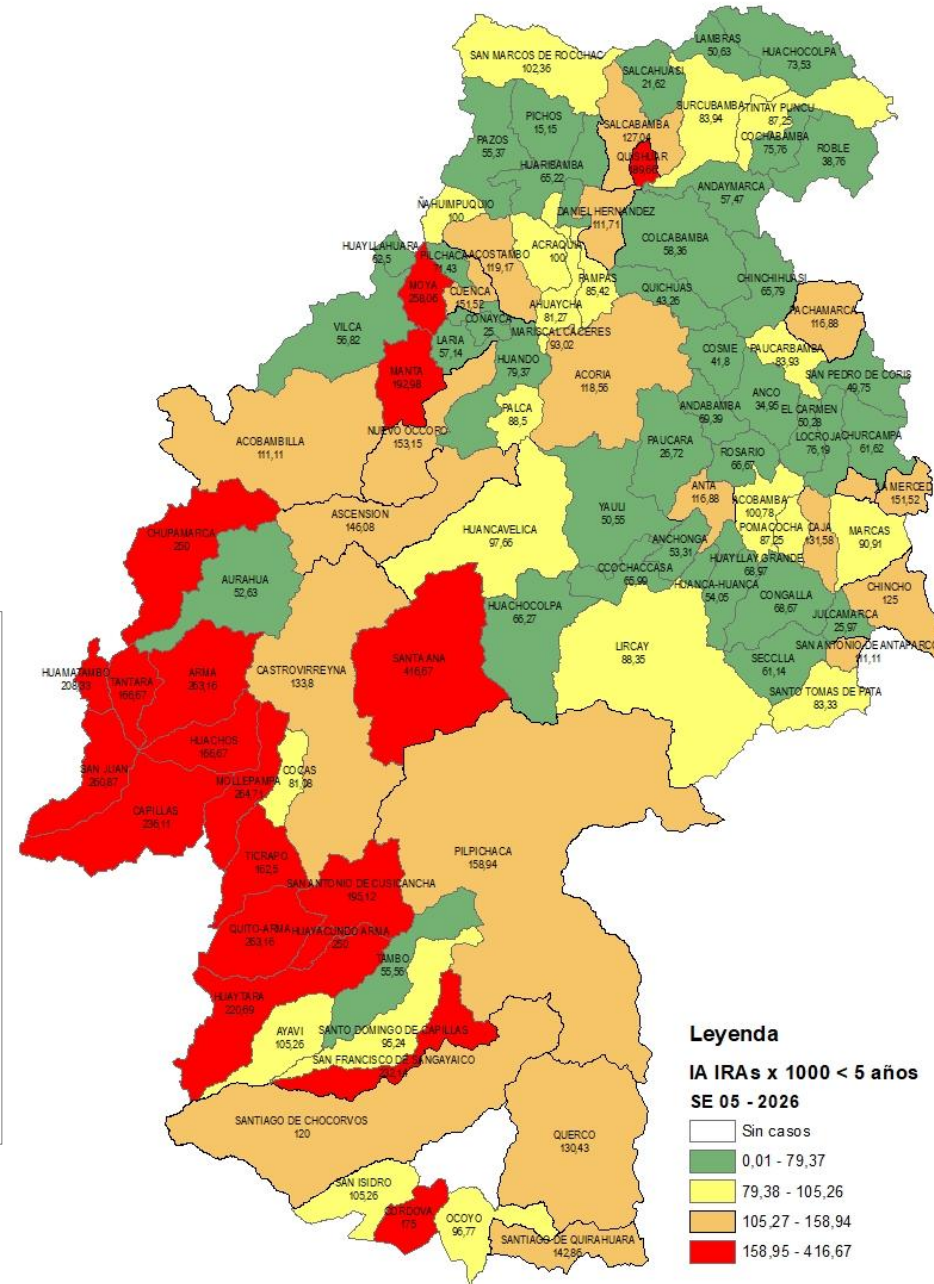 LAMBRAS
50,63
HUACHOCOLPA
73,53
SAN MARCOS DE ROCCHAC
102,36
SALCAHUASI
21,62
SURCUBAMBA
83,94
TINTAY PUNCU
87,25
PICHOS
15,15
SALCABAMBA
127,04
COCHABAMBA
75,76
ROBLE
38,76
PAZOS
55,37
HUARIBAMBA
65,22
QUISHUAR
ANDAYMARCA
57,47
ÑAHUIMPUQUIO
100
DANIEL HERNANDEZ
111,71
COLCABAMBA
58,36
HUAYLLAHUARA
62,5
PILCHACA
ACOSTAMBO
119,17
ACRAQUIA
100
PAMPAS
85,42
CHINCHIHUASI
65,79
MOYA
258,06
CUENCA
151,52
AHUAYCHA
81,27
QUICHUAS
43,26
PACHAMARCA
116,88
VILCA
56,82
CONAYCA
25
LARIA
57,14
MARISCAL CACERES
93,02
COSME
41,8
PAUCARBAMBA
83,93
MANTA
192,98
HUANDO
79,37
ACORIA
118,56
SAN PEDRO DE CORIS
49,75
PALCA
88,5
ANDABAMBA
69,39
ANCO
34,95
EL CARMEN
50,28
ACOBAMBILLA
111,11
NUEVO OCCORO
153,15
PAUCARA
26,72
ROSARIO
66,67
LOCROJA
76,19
CHURCAMPA
61,62
ASCENSION
146,08
HUANCAVELICA
97,66
YAULI
50,55
ANTA
116,88
ACOBAMBA
100,78
LA MERCED
151,52
CHUPAMARCA
250
ANCHONGA
53,31
POMACOCHA
87,25
CAJA
131,58
MARCAS
90,91
AURAHUA
52,63
CCOCHACCASA
65,99
HUAYLLAY GRANDE
68,97
CHINCHO
125
HUACHOCOLPA
66,27
HUANCA-HUANCA
54,05
CONGALLA
68,67
JULCAMARCA
25,97
HUAMATAMBO
208,33
TANTARA
166,67
ARMA
263,16
CASTROVIRREYNA
133,8
SANTA ANA
416,67
LIRCAY
88,35
SECCLLA
61,14
SAN ANTONIO DE ANTAPARCO
111,11
SANTO TOMAS DE PATA
83,33
HUACHOS
166,67
SAN JUAN
260,87
MOLLEPAMPA
264,71
COCAS
81,08
CAPILLAS
236,11
TICRAPO
162,5
PILPICHACA
158,94
SAN ANTONIO DE CUSICANCHA
195,12
QUITO-ARMA
263,16
HUAYACUNDO ARMA
250
TAMBO
55,56
HUAYTARA
220,69
AYAVI
105,26
SANTO DOMINGO DE CAPILLAS
95,24
SAN FRANCISCO DE SANGAYAICO
SANTIAGO DE CHOCORVOS
120
QUERCO
130,43
SAN ISIDRO
105,26
CORDOVA
175
OCOYO
96,77
SANTIAGO DE QUIRAHUARA
142,86
Leyenda
IA IRAs x 1000 < 5 años
SE 05 - 2026
Sin casos
0,01 - 79,37
79,38 - 105,26
105,27 - 158,94
158,95 - 416,67